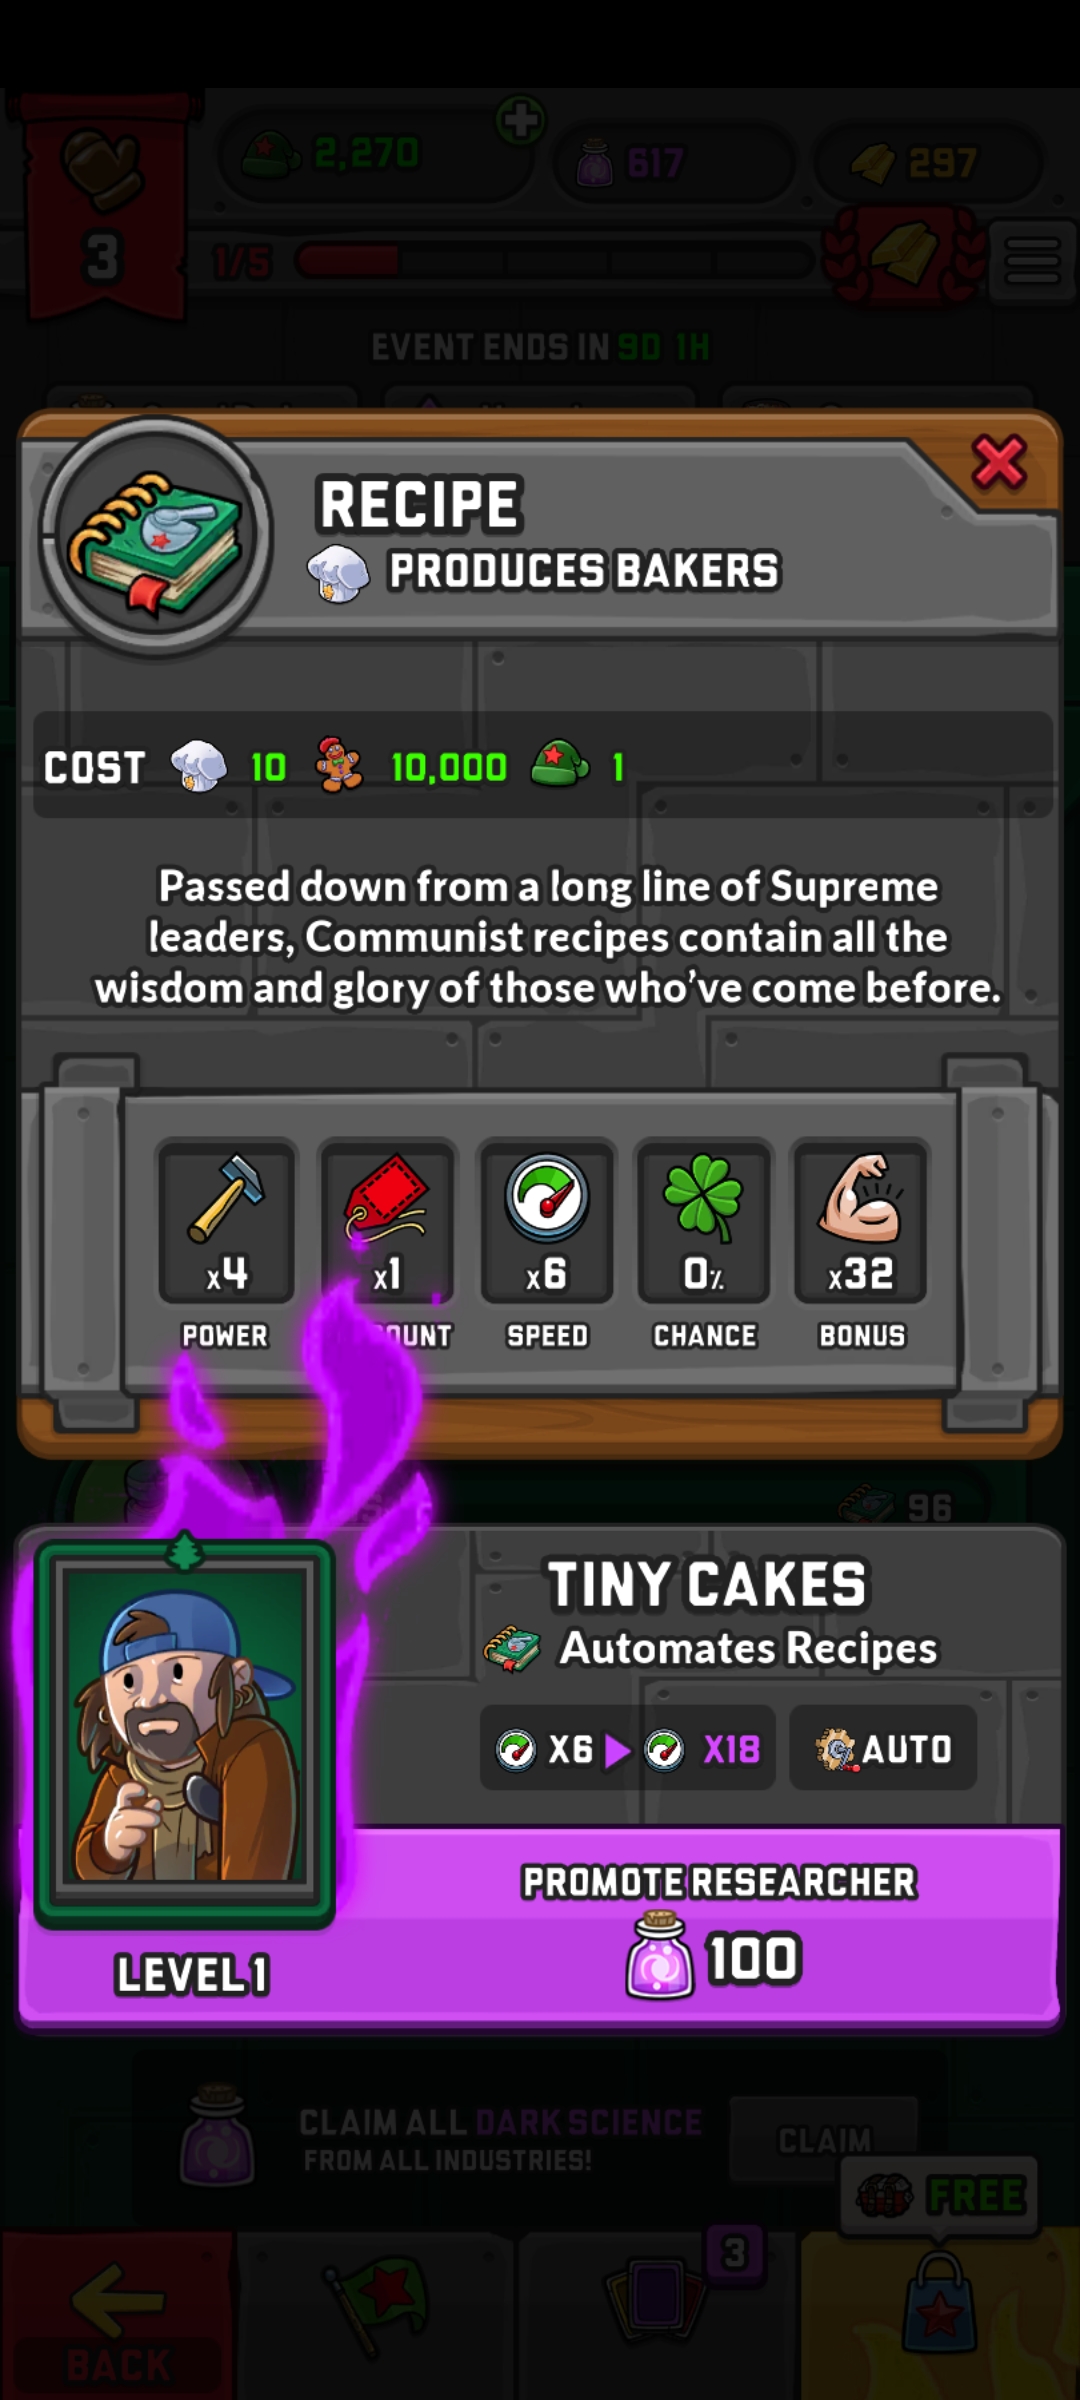 2,270
617
297
3
1/5
EVENT ENDS IN 9D 1H
RECIPE
PRODUCES BAKERS
COST 10 10,000 1
Passed down from a long line of Supreme
leaders, Communist recipes contain all the
wisdom and glory of those who've come before.
x4 x1 x6 0% x32
POWER OUNT SPEED CHANCE BONUS
96
TINY CAKES
Automates Recipes
X6 X18 AUTO
PROMOTE RESEARCHER
100
LEVEL 1
CLAIM ALL DARK SCIENCE
FROM ALL INDUSTRIES!
CLAIM
FREE
3
BACK